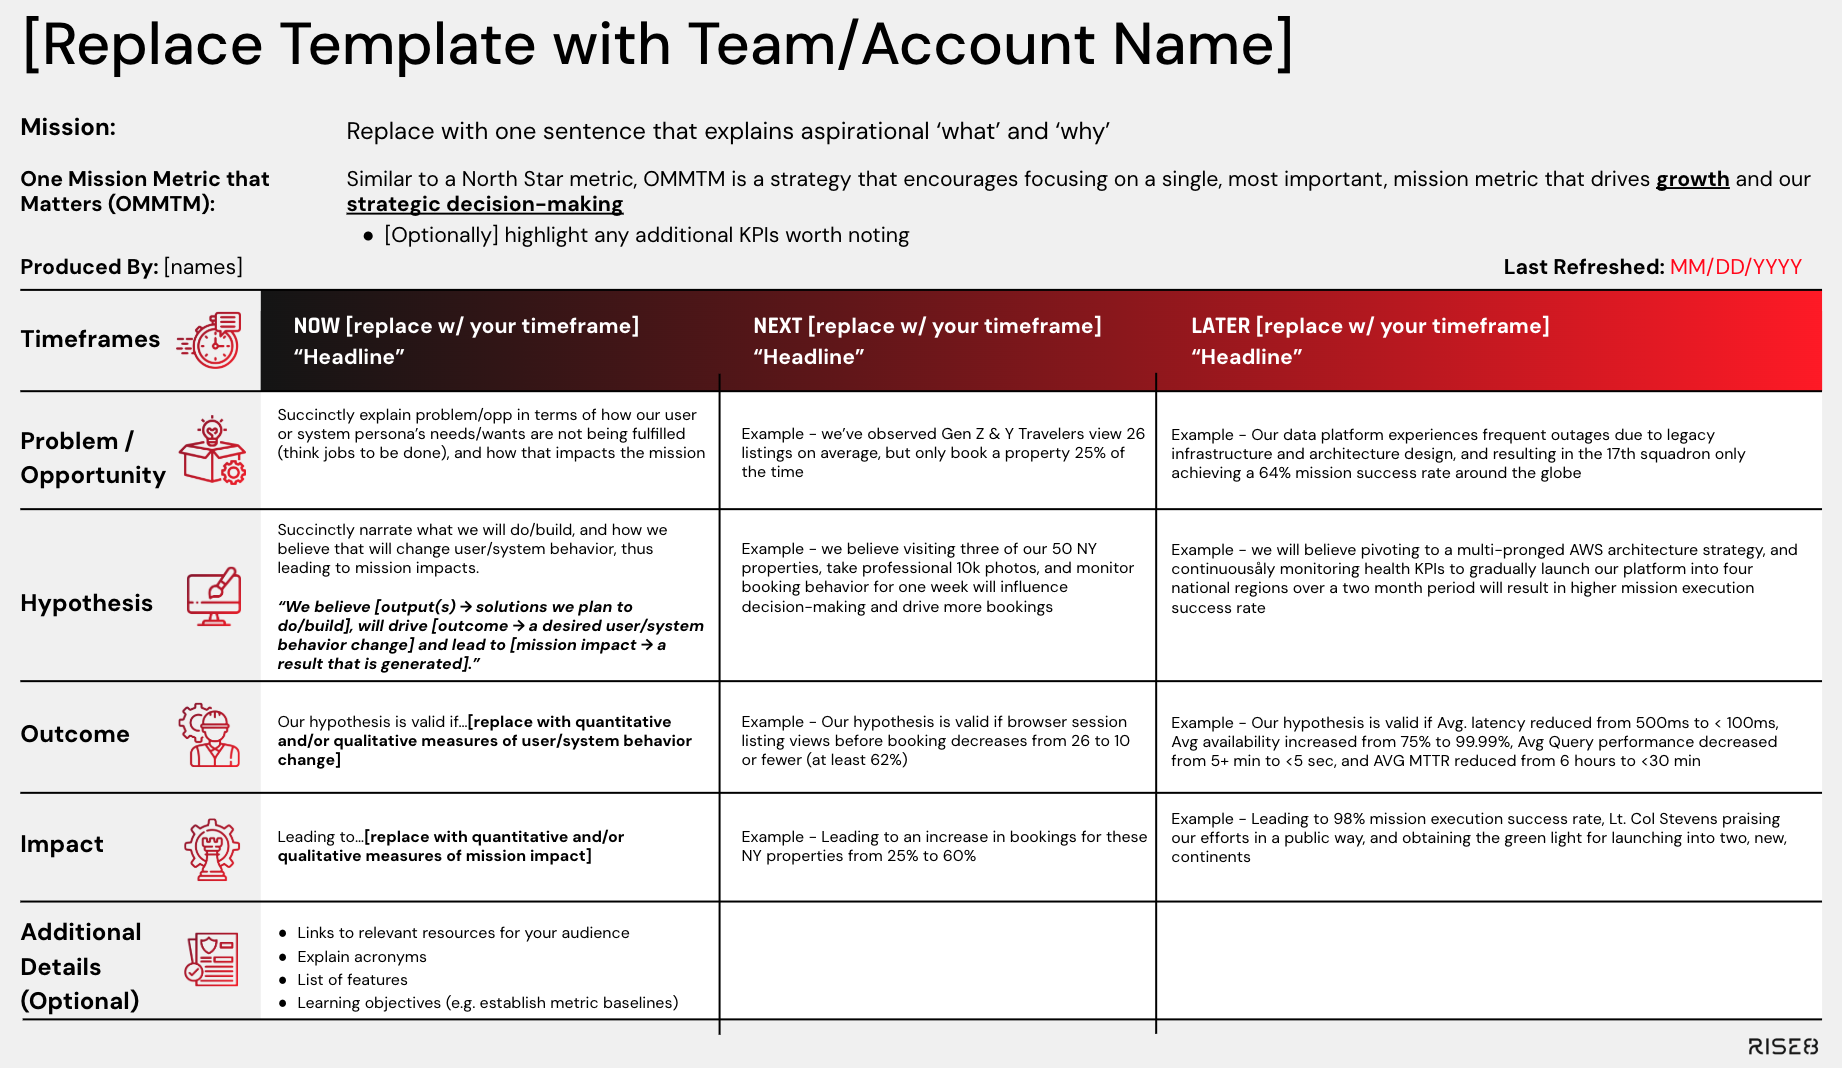 [Replace Template with Team/Account Name]
Mission:
Replace with one sentence that explains aspirational ‘what’ and ‘why’
One Mission Metric that
Matters (OMMTM):
Similar to a North Star metric, OMMTM is a strategy that encourages focusing on a single, most important, mission metric that drives growth and our
strategic decision-making
● [Optionally] highlight any additional KPIs worth noting
Produced By: [names]
Last Refreshed: MM/DD/YYYY
Timeframes
NOW [replace w/ your timeframe]
“Headline”
NEXT [replace w/ your timeframe]
“Headline”
LATER [replace w/ your timeframe]
“Headline”
Problem /
Opportunity
Succinctly explain problem/opp in terms of how our user
or system persona’s needs/wants are not being fulfilled
(think jobs to be done), and how that impacts the mission
Example - we’ve observed Gen Z & Y Travelers view 26
listings on average, but only book a property 25% of
the time
Example - Our data platform experiences frequent outages due to legacy
infrastructure and architecture design, and resulting in the 17th squadron only
achieving a 64% mission success rate around the globe
Hypothesis
Succinctly narrate what we will do/build, and how we
believe that will change user/system behavior, thus
leading to mission impacts.
“We believe [output(s) → solutions we plan to
do/build], will drive [outcome → a desired user/system
behavior change] and lead to [mission impact → a
result that is generated].”
Example - we believe visiting three of our 50 NY
properties, take professional 10k photos, and monitor
booking behavior for one week will influence
decision-making and drive more bookings
Example - we will believe pivoting to a multi-pronged AWS architecture strategy, and
continuousåly monitoring health KPIs to gradually launch our platform into four
national regions over a two month period will result in higher mission execution
success rate
Outcome
Our hypothesis is valid if…[replace with quantitative
and/or qualitative measures of user/system behavior
change]
Example - Our hypothesis is valid if browser session
listing views before booking decreases from 26 to 10
or fewer (at least 62%)
Example - Our hypothesis is valid if Avg. latency reduced from 500ms to < 100ms,
Avg availability increased from 75% to 99.99%, Avg Query performance decreased
from 5+ min to <5 sec, and AVG MTTR reduced from 6 hours to <30 min
Impact
Leading to…[replace with quantitative and/or
qualitative measures of mission impact]
Example - Leading to an increase in bookings for these
NY properties from 25% to 60%
Example - Leading to 98% mission execution success rate, Lt. Col Stevens praising
our efforts in a public way, and obtaining the green light for launching into two, new,
continents
Additional
Details
(Optional)
● Links to relevant resources for your audience
● Explain acronyms
● List of features
● Learning objectives (e.g. establish metric baselines)
RISE8